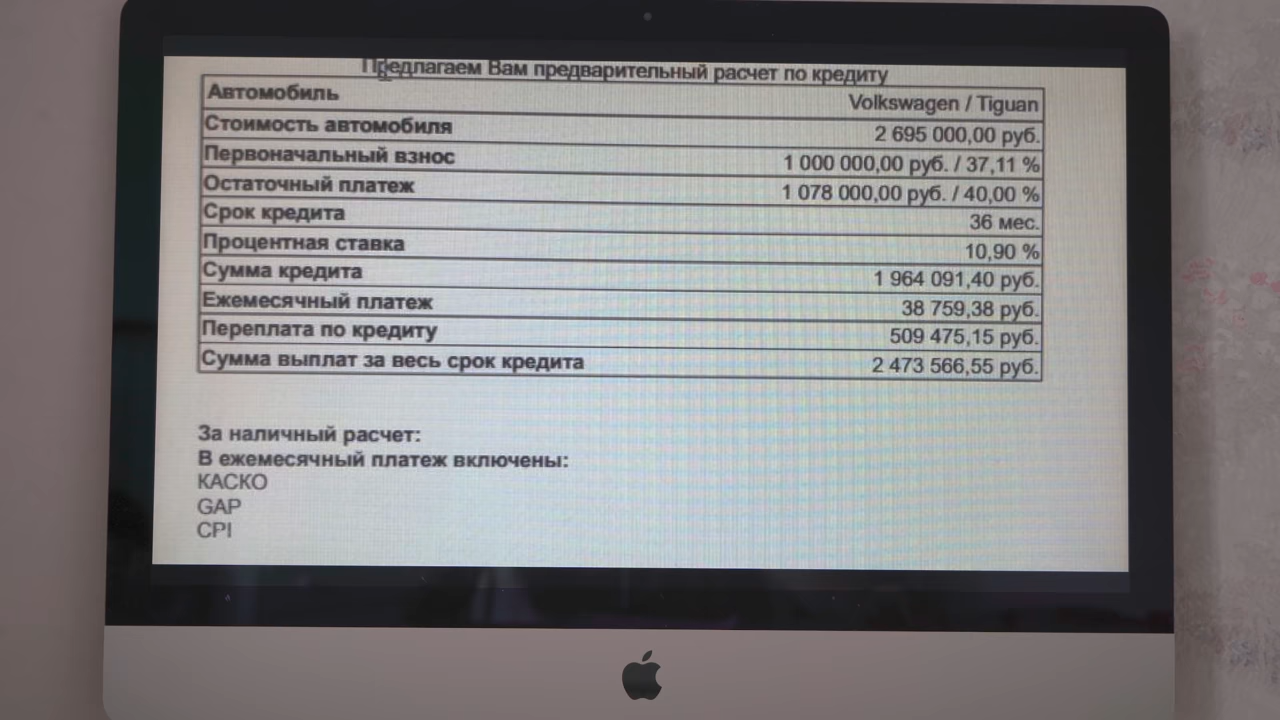 Предлагаем Вам предварительный расчет по кредиту
Автомобиль Volkswagen / Tiguan
Стоимость автомобиля 2 695 000,00 руб.
Первоначальный взнос 1 000 000,00 руб. / 37,11 %
Остаточный платеж 1 078 000,00 руб. / 40,00 %
Срок кредита 36 мес.
Процентная ставка 10,90 %
Сумма кредита 1 964 091,40 руб.
Ежемесячный платеж 38 759,38 руб.
Переплата по кредиту 509 475,15 руб.
Сумма выплат за весь срок кредита 2 473 566,55 руб.
За наличный расчет:
В ежемесячный платеж включены:
КАСКО
GAP
CPI